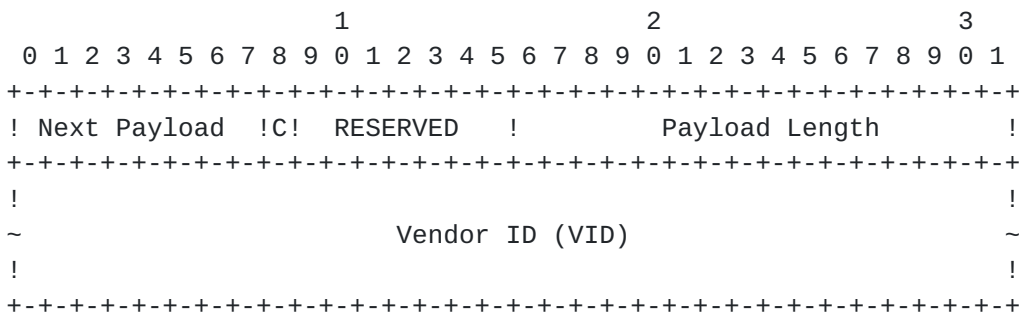 1                   2                   3
 0 1 2 3 4 5 6 7 8 9 0 1 2 3 4 5 6 7 8 9 0 1 2 3 4 5 6 7 8 9 0 1
+-+-+-+-+-+-+-+-+-+-+-+-+-+-+-+-+-+-+-+-+-+-+-+-+-+-+-+-+-+-+-+-+
! Next Payload  !C!  RESERVED   !         Payload Length        !
+-+-+-+-+-+-+-+-+-+-+-+-+-+-+-+-+-+-+-+-+-+-+-+-+-+-+-+-+-+-+-+-+
!                                                               !
~                        Vendor ID (VID)                        ~
!                                                               !
+-+-+-+-+-+-+-+-+-+-+-+-+-+-+-+-+-+-+-+-+-+-+-+-+-+-+-+-+-+-+-+-+